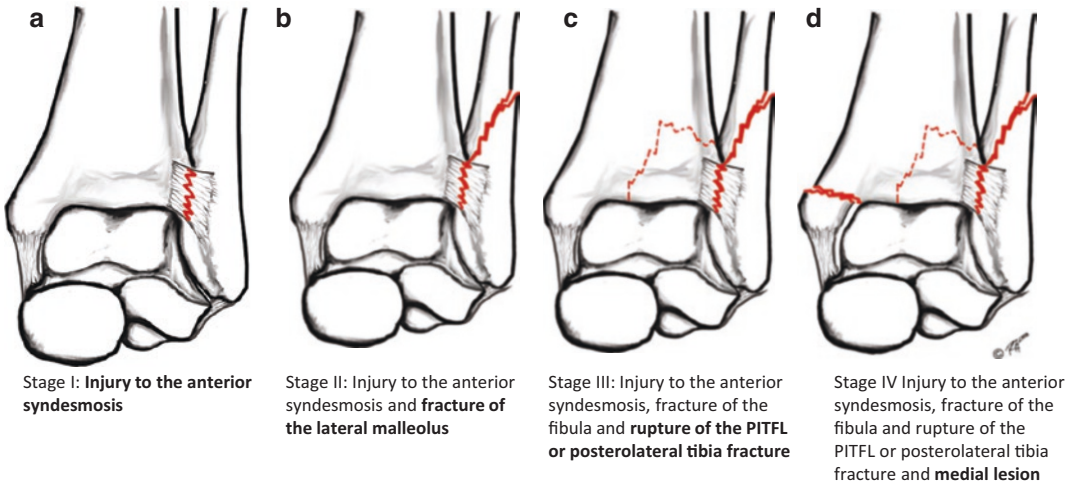 a
b
c
d
©
Stage I: Injury to the anterior
syndesmosis
Stage II: Injury to the anterior
syndesmosis and fracture of
the lateral malleolus
Stage III: Injury to the anterior
syndesmosis, fracture of the
fibula and rupture of the PITFL
or posterolateral tibia fracture
Stage IV Injury to the anterior
syndesmosis, fracture of the
fibula and rupture of the
PITFL or posterolateral tibia
fracture and medial lesion